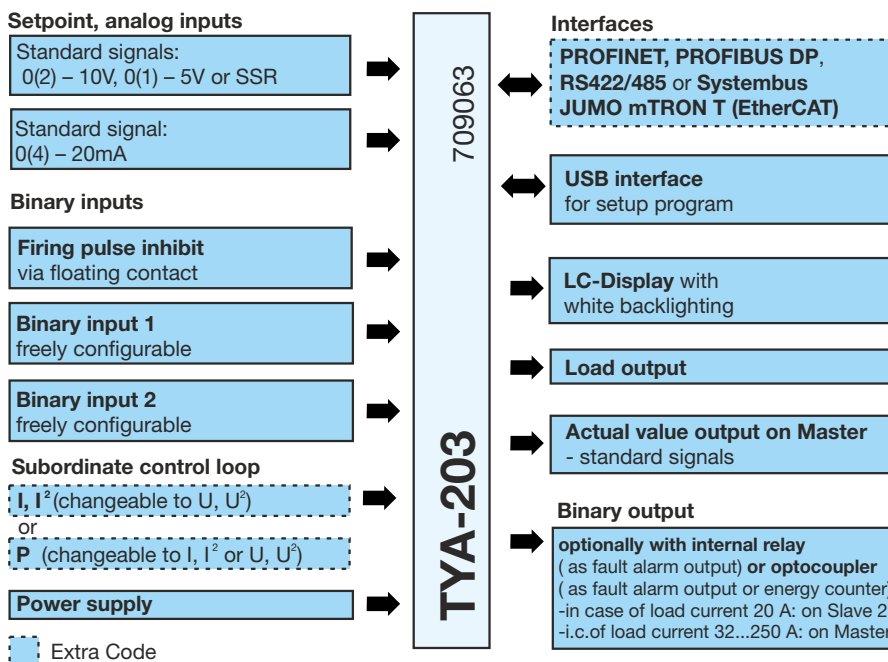 Setpoint, analog inputs
Standard signals:
0(2) – 10V, 0(1) – 5V or SSR
Standard signal:
0(4) – 20mA
Binary inputs
Firing pulse inhibit
via floating contact
Binary input 1
freely configurable
Binary input 2
freely configurable
Subordinate control loop
I, I² (changeable to U, U²)
or
P (changeable to I, I² or U, U²)
Power supply
Extra Code
709063
TYA-203
Interfaces
PROFINET, PROFIBUS DP,
RS422/485 or Systembus
JUMO mTRON T (EtherCAT)
USB interface
for setup program
LC-Display with
white backlighting
Load output
Actual value output on Master
- standard signals
Binary output
optionally with internal relay
( as fault alarm output) or optocoupler
( as fault alarm output or energy counter)
-in case of load current 20 A: on Slave 2
-i.c.of load current 32...250 A: on Master